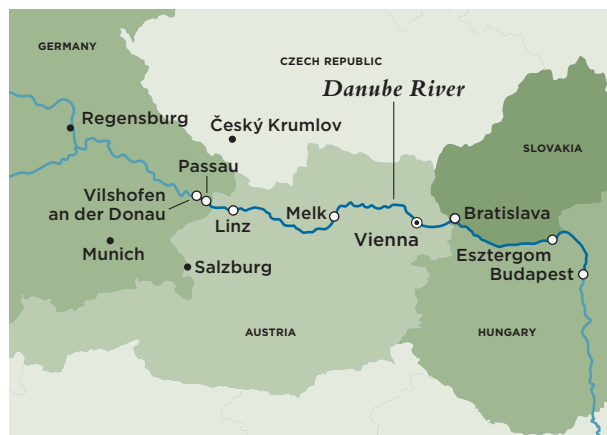 GERMANY
CZECH REPUBLIC
Danube River
Regensburg
Český Krumlov
SLOVAKIA
Passau
Vilshofen
an der Donau
Linz
Melk
Vienna
Bratislava
Esztergom
Budapest
Munich
Salzburg
AUSTRIA
HUNGARY